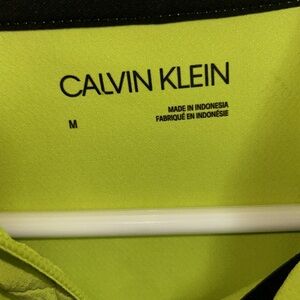 CALVIN KLEIN
M
MADE IN INDONESIA
FABRIQUÉ EN INDONÉSIE